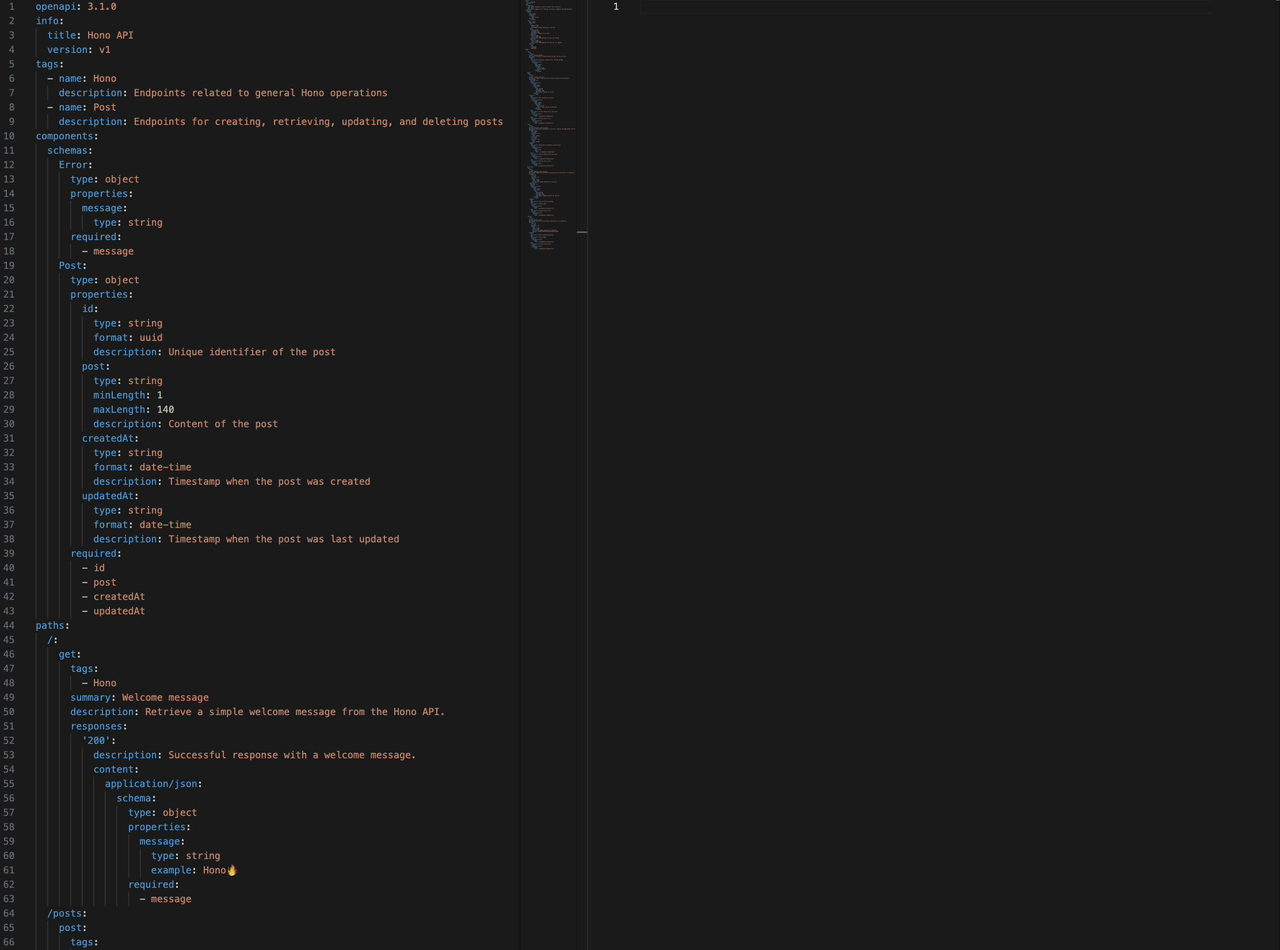 1 openapi: 3.1.0
2 info:
3   title: Hono API
4   version: v1
5 tags:
6   - name: Hono
7     description: Endpoints related to general Hono operations
8   - name: Post
9     description: Endpoints for creating, retrieving, updating, and deleting posts
10 components:
11   schemas:
12     Error:
13       type: object
14       properties:
15         message:
16           type: string
17       required:
18         - message
19     Post:
20       type: object
21       properties:
22         id:
23           type: string
24           format: uuid
25           description: Unique identifier of the post
26         post:
27           type: string
28           minLength: 1
29           maxLength: 140
30           description: Content of the post
31         createdAt:
32           type: string
33           format: date-time
34           description: Timestamp when the post was created
35         updatedAt:
36           type: string
37           format: date-time
38           description: Timestamp when the post was last updated
39       required:
40         - id
41         - post
42         - createdAt
43         - updatedAt
44 paths:
45   /:
46     get:
47       tags:
48         - Hono
49       summary: Welcome message
50       description: Retrieve a simple welcome message from the Hono API.
51       responses:
52         '200':
53           description: Successful response with a welcome message.
54           content:
55             application/json:
56               schema:
57                 type: object
58                 properties:
59                   message:
60                     type: string
61                     example: Hono🔥
62                 required:
63                   - message
64   /posts:
65     post:
66       tags:
1